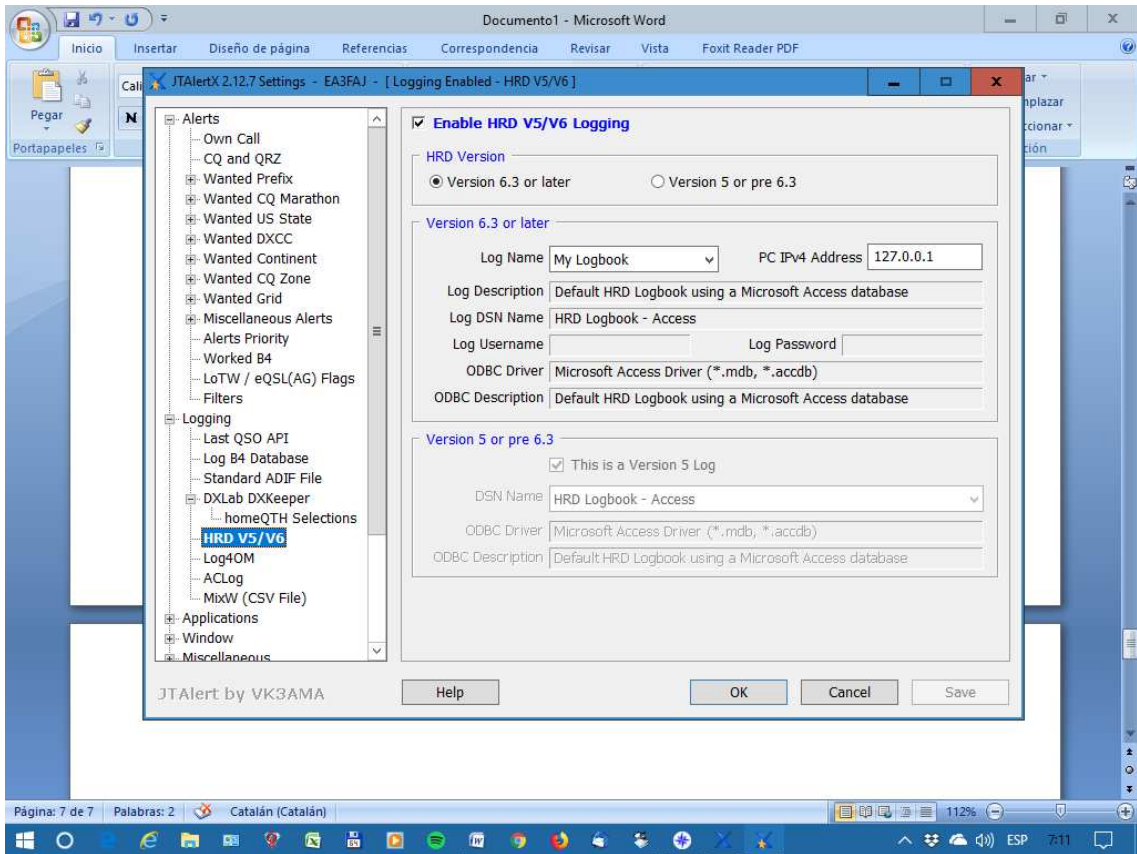 Documento1 - Microsoft Word
Inicio Insertar Diseño de página Referencias Correspondencia Revisar Vista Foxit Reader PDF
Pegar
Cali
N
Portapapeles
JTAlertX 2.12.7 Settings - EA3FAJ - [ Logging Enabled - HRD V5/V6 ]
ar
nplazar
ccionar
ción
Alerts
Own Call
CQ and QRZ
Wanted Prefix
Wanted CQ Marathon
Wanted US State
Wanted DXCC
Wanted Continent
Wanted CQ Zone
Wanted Grid
Miscellaneous Alerts
Alerts Priority
Worked B4
LoTW / eQSL(AG) Flags
Filters
Logging
Last QSO API
Log B4 Database
Standard ADIF File
DXLab DXKeeper
homeQTH Selections
HRD V5/V6
Log4OM
ACLog
MixW (CSV File)
Applications
Window
Miscellaneous
Enable HRD V5/V6 Logging
HRD Version
Version 6.3 or later Version 5 or pre 6.3
Version 6.3 or later
Log Name My Logbook PC IPv4 Address 127.0.0.1
Log Description Default HRD Logbook using a Microsoft Access database
Log DSN Name HRD Logbook - Access
Log Username Log Password
ODBC Driver Microsoft Access Driver (*.mdb, *.accdb)
ODBC Description Default HRD Logbook using a Microsoft Access database
Version 5 or pre 6.3
This is a Version 5 Log
DSN Name HRD Logbook - Access
ODBC Driver Microsoft Access Driver (*.mdb, *.accdb)
ODBC Description Default HRD Logbook using a Microsoft Access database
JTAlert by VK3AMA Help OK Cancel Save
Página: 7 de 7 Palabras: 2 Catalán (Catalán) 112%
64
ESP 7:11